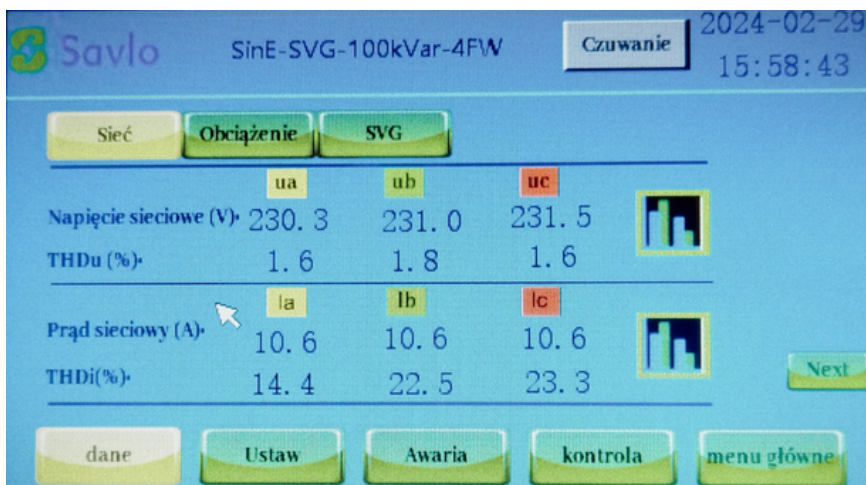 Savlo SinE-SVG-100kVar-4FW Czuwanie 2024-02-29
15:58:43
Sieć Obciążenie SVG
ua ub uc
Napięcie sieciowe (V): 230.3 231.0 231.5
THDu (%): 1.6 1.8 1.6
Ia Ib Ic
Prąd sieciowy (A): 10.6 10.6 10.6
THDi(%): 14.4 22.5 23.3
Next
dane Ustaw Awaria kontrola menu główne